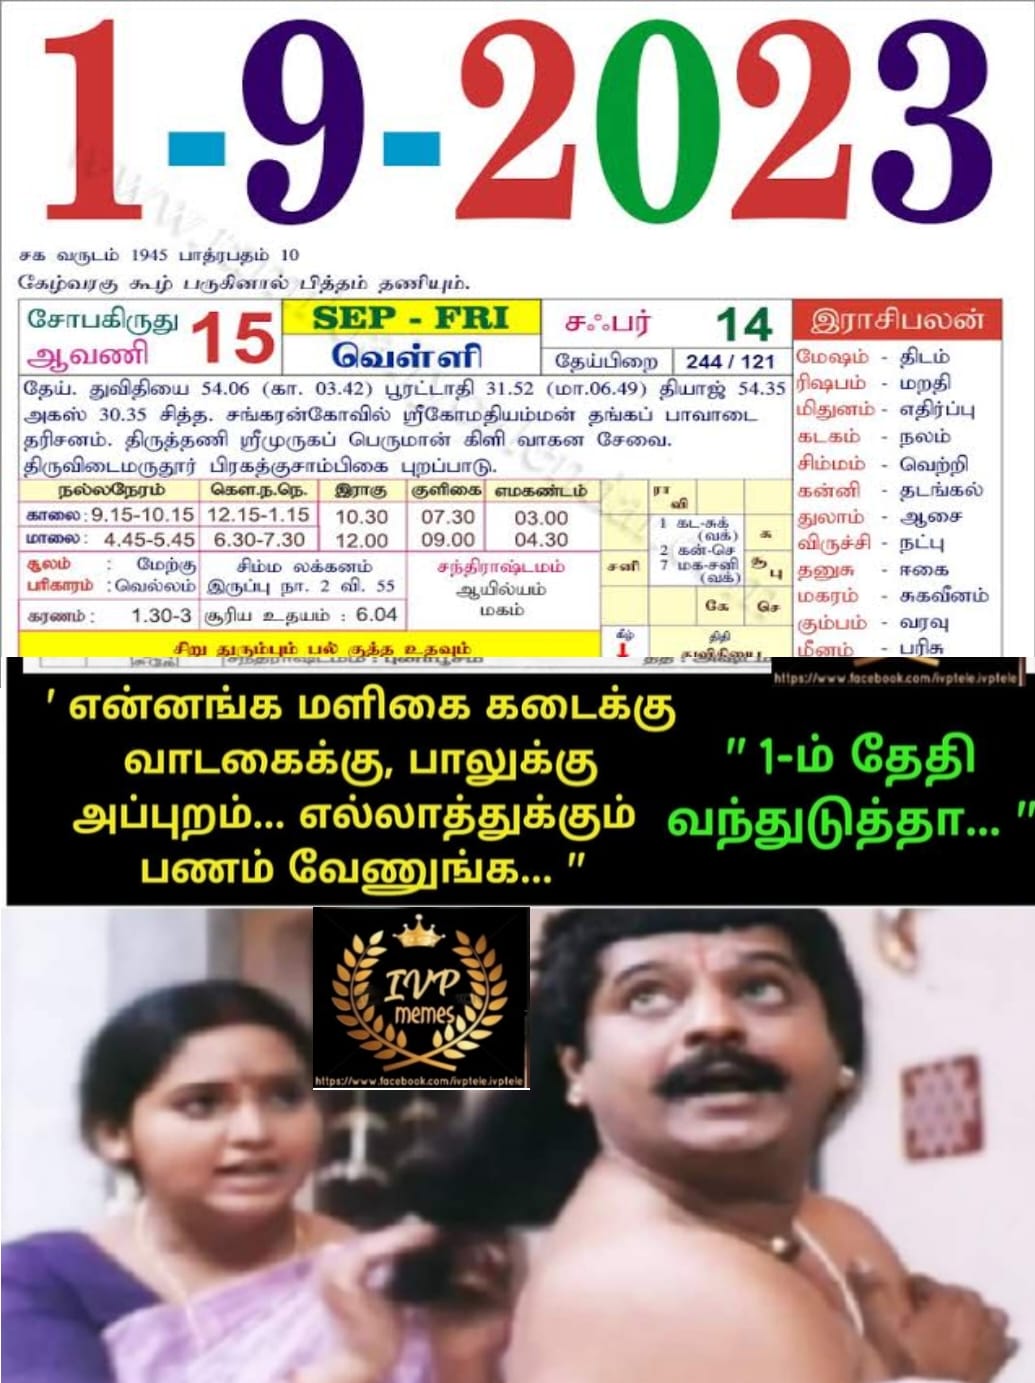 1-9-2023
சக வருடம் 1945 பாத்ரபதம் 10
கேழ்வரகு கூழ் பருகினால் பித்தம் தணியும்.
சோபகிருது
ஆவணி 15
SEP - FRI
வெள்ளி
சஃபர் 14
தேய்பிறை 244 / 121
தேய். துவிதியை 54.06 (கா. 03.42) பூரட்டாதி 31.52 (மா.06.49) தியாஜ் 54.35
அகஸ் 30.35 சித்த. சங்கரன்கோவில் ஸ்ரீகோமதியம்மன் தங்கப் பாவாடை
தரிசனம். திருத்தணி ஸ்ரீமுருகப் பெருமான் கிளி வாகன சேவை.
திருவிடைமருதூர் பிரகத்குசாம்பிகை புறப்பாடு.
நல்லநேரம் கௌ.ந.நே. இராகு குளிகை எமகண்டம்
காலை : 9.15-10.15 12.15-1.15 10.30 07.30 03.00
மாலை : 4.45-5.45 6.30-7.30 12.00 09.00 04.30
சூலம் : மேற்கு சிம்ம லக்கனம் சந்திராஷ்டமம்
பரிகாரம் : வெல்லம் இருப்பு நா. 2 வி. 55 ஆயில்யம்
மகம்
கரணம் : 1.30-3 சூரிய உதயம் : 6.04
சிறு துரும்பும் பல் குத்த உதவும்
ரா
வி
1 கட-சுக்
(வக்)
2 கன்-செ
7 மக-சனி
(வக்)
சு
சனி
கு
பு
கே செ
கீழ்
திதி
இராசிபலன்
மேஷம் - திடம்
ரிஷபம் - மறதி
மிதுனம் - எதிர்ப்பு
கடகம் - நலம்
சிம்மம் - வெற்றி
கன்னி - தடங்கல்
துலாம் - ஆசை
விருச்சி - நட்பு
தனுசு - ஈகை
மகரம் - சுகவீனம்
கும்பம் - வரவு
மீனம் - பரிசு
https://www.facebook.com/ivptele.ivptele
' என்னங்க மளிகை கடைக்கு
வாடகைக்கு, பாலுக்கு
அப்புறம்... எல்லாத்துக்கும்
பணம் வேணுங்க... "
" 1-ம் தேதி
வந்துடுத்தா... "
IVP
memes
https://www.facebook.com/ivptele.ivptele